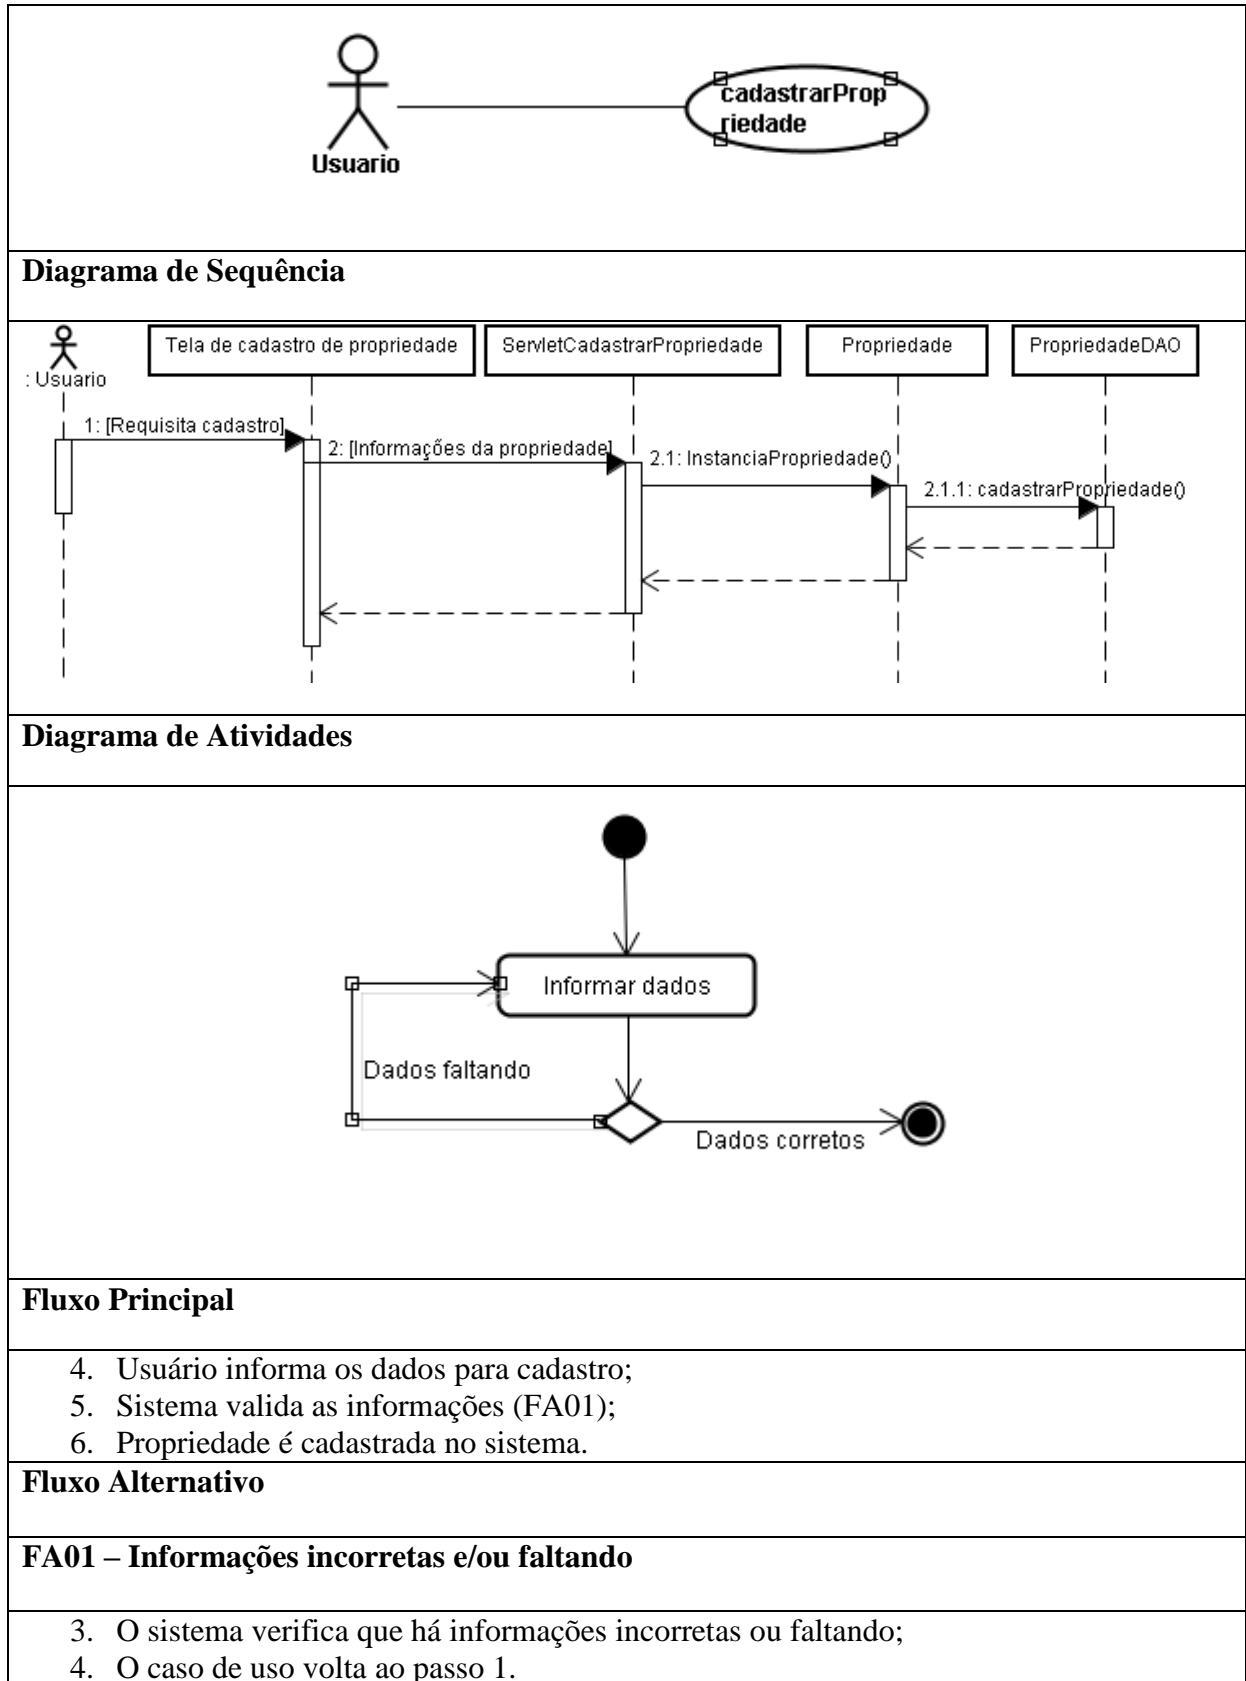 cadastrarProp
riedade
Usuario
Diagrama de Sequência
Tela de cadastro de propriedade
ServletCadastrarPropriedade
Propriedade
PropriedadeDAO
: Usuario
1: [Requisita cadastro]
2: [Informações da propriedade]
2.1: InstanciaPropriedade()
2.1.1: cadastrarPropriedade()
Diagrama de Atividades
Informar dados
Dados faltando
Dados corretos
Fluxo Principal
4. Usuário informa os dados para cadastro;
5. Sistema valida as informações (FA01);
6. Propriedade é cadastrada no sistema.
Fluxo Alternativo
FA01 – Informações incorretas e/ou faltando
3. O sistema verifica que há informações incorretas ou faltando;
4. O caso de uso volta ao passo 1.